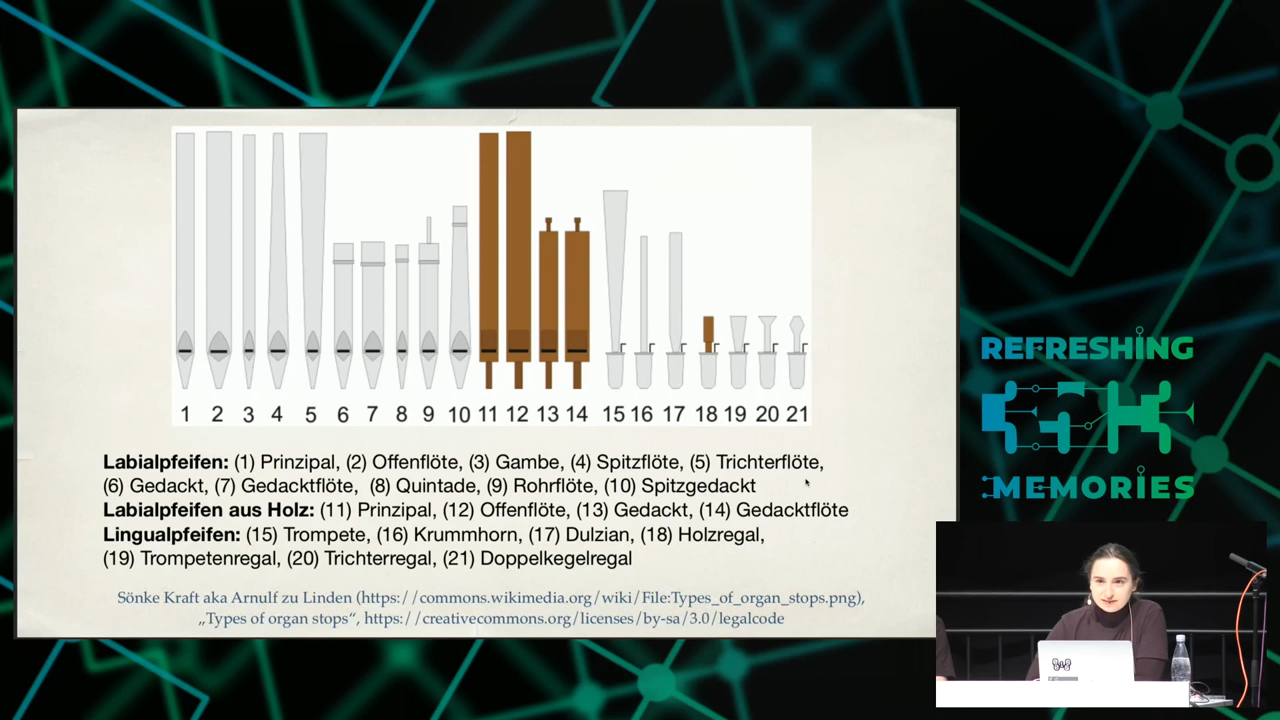 1 2 3 4 5 6 7 8 9 10 11 12 13 14 15 16 17 18 19 20 21
Labialpfeifen: (1) Prinzipal, (2) Offenflöte, (3) Gambe, (4) Spitzflöte, (5) Trichterflöte,
(6) Gedackt, (7) Gedacktflöte, (8) Quintade, (9) Rohrflöte, (10) Spitzgedackt
Labialpfeifen aus Holz: (11) Prinzipal, (12) Offenflöte, (13) Gedackt, (14) Gedacktflöte
Lingualpfeifen: (15) Trompete, (16) Krummhorn, (17) Dulzian, (18) Holzregal,
(19) Trompetenregal, (20) Trichterregal, (21) Doppelkegelregal
Sönke Kraft aka Arnulf zu Linden (https://commons.wikimedia.org/wiki/File:Types_of_organ_stops.png),
„Types of organ stops“, https://creativecommons.org/licenses/by-sa/3.0/legalcode
REFRESHING
MEMORIES